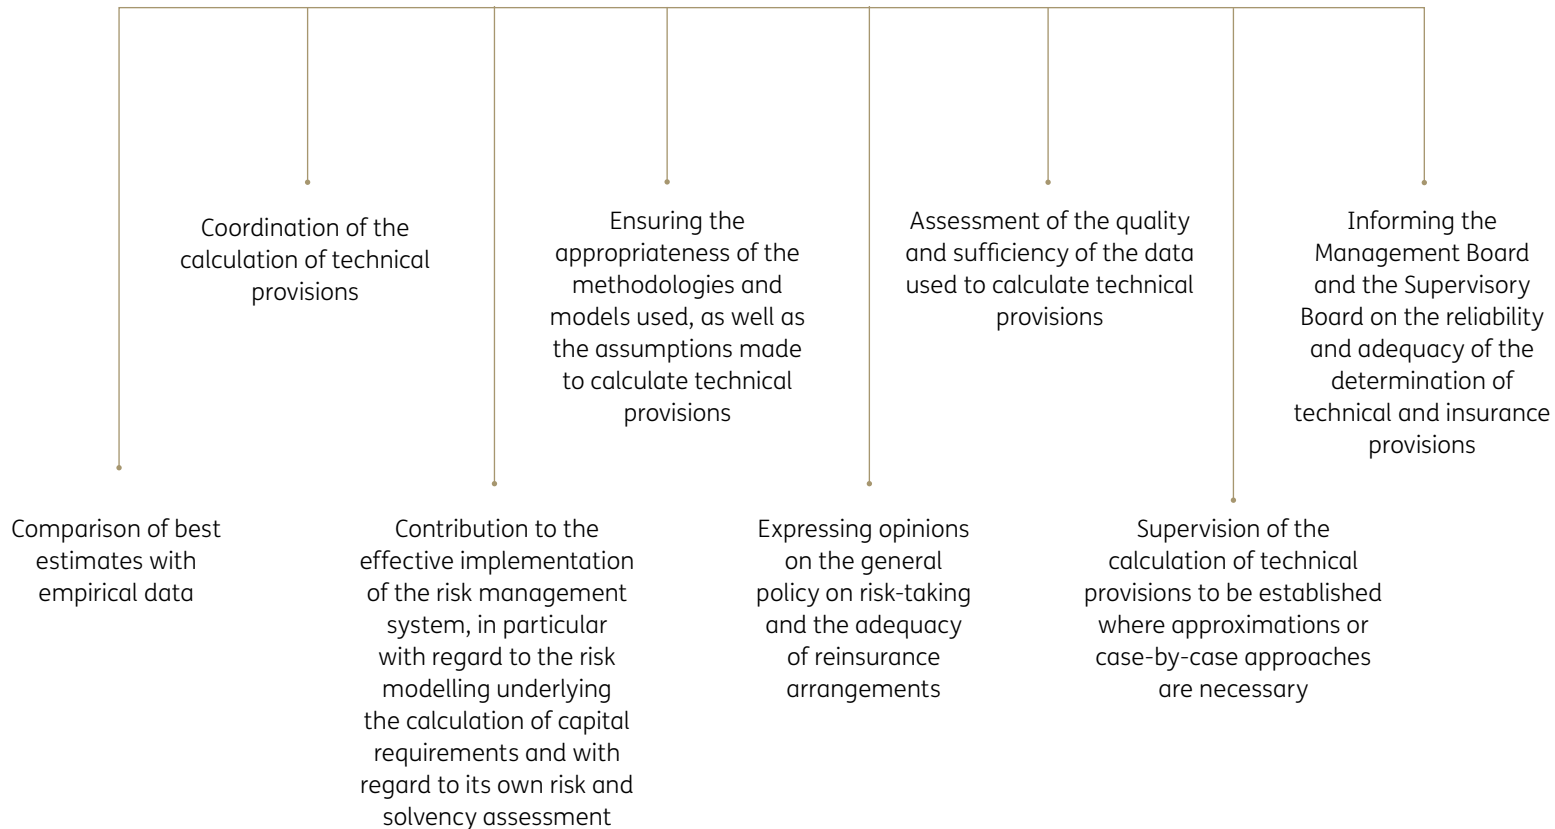 Coordination of the
calculation of technical
provisions
Ensuring the
appropriateness of the
methodologies and
models used, as well as
the assumptions made
to calculate technical
provisions
Assessment of the quality
and sufficiency of the data
used to calculate technical
provisions
Informing the
Management Board
and the Supervisory
Board on the reliability
and adequacy of the
determination of
technical and insurance
provisions
Comparison of best
estimates with
empirical data
Contribution to the
effective implementation
of the risk management
system, in particular
with regard to the risk
modelling underlying
the calculation of capital
requirements and with
regard to its own risk and
solvency assessment
Expressing opinions
on the general
policy on risk-taking
and the adequacy
of reinsurance
arrangements
Supervision of the
calculation of technical
provisions to be established
where approximations or
case-by-case approaches
are necessary